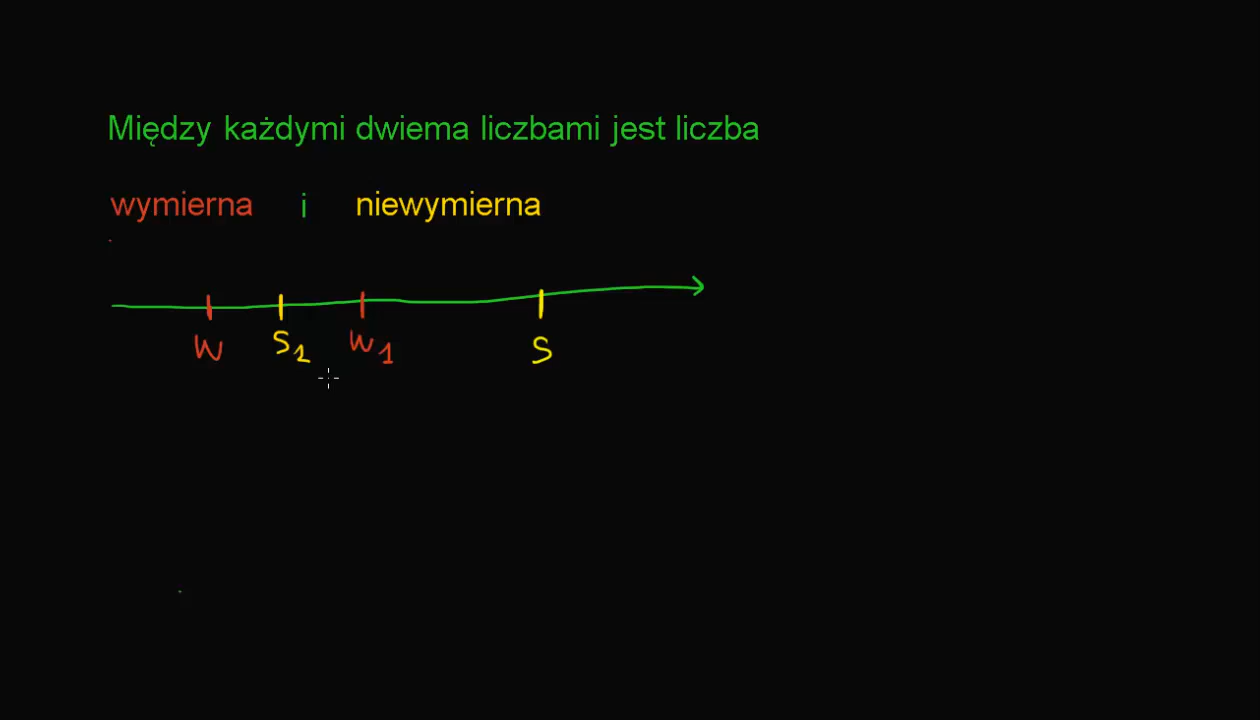 Między każdymi dwiema liczbami jest liczba
wymierna i niewymierna
W S₁ W₁ S